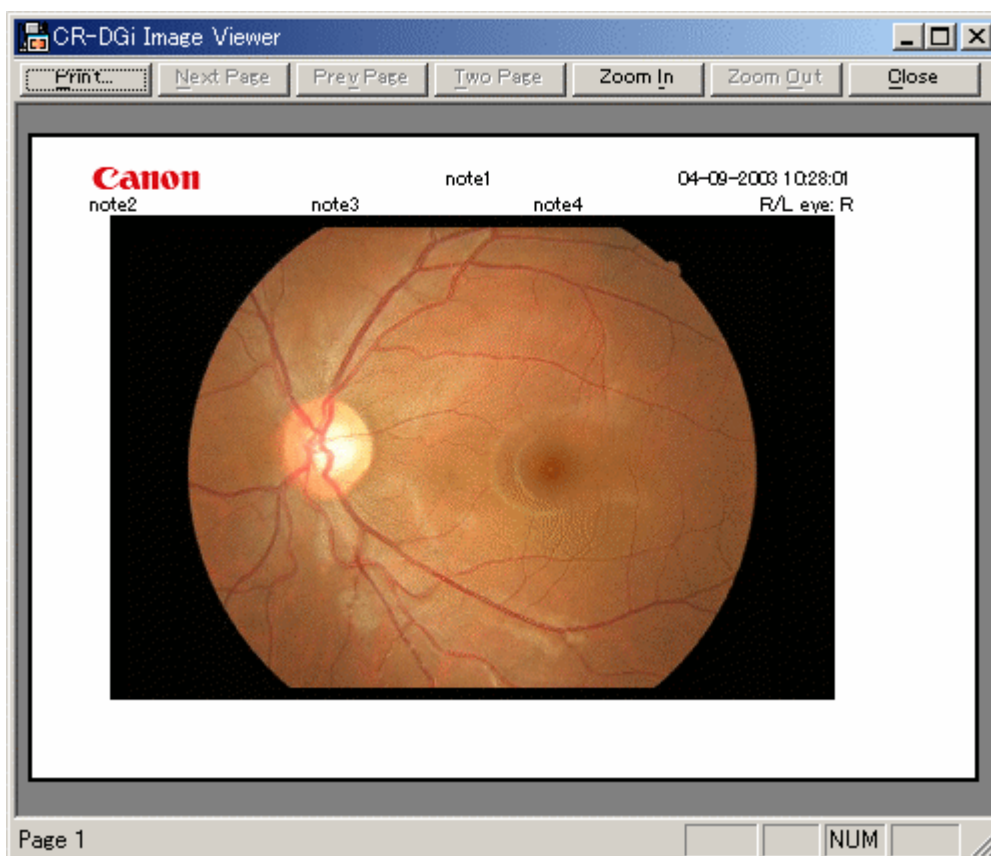 CR-DGi Image Viewer
Print... Next Page Prev Page Two Page Zoom In Zoom Out Close
Canon note1 04-09-2003 10:28:01
note2 note3 note4 R/L eye: R
Page 1 NUM